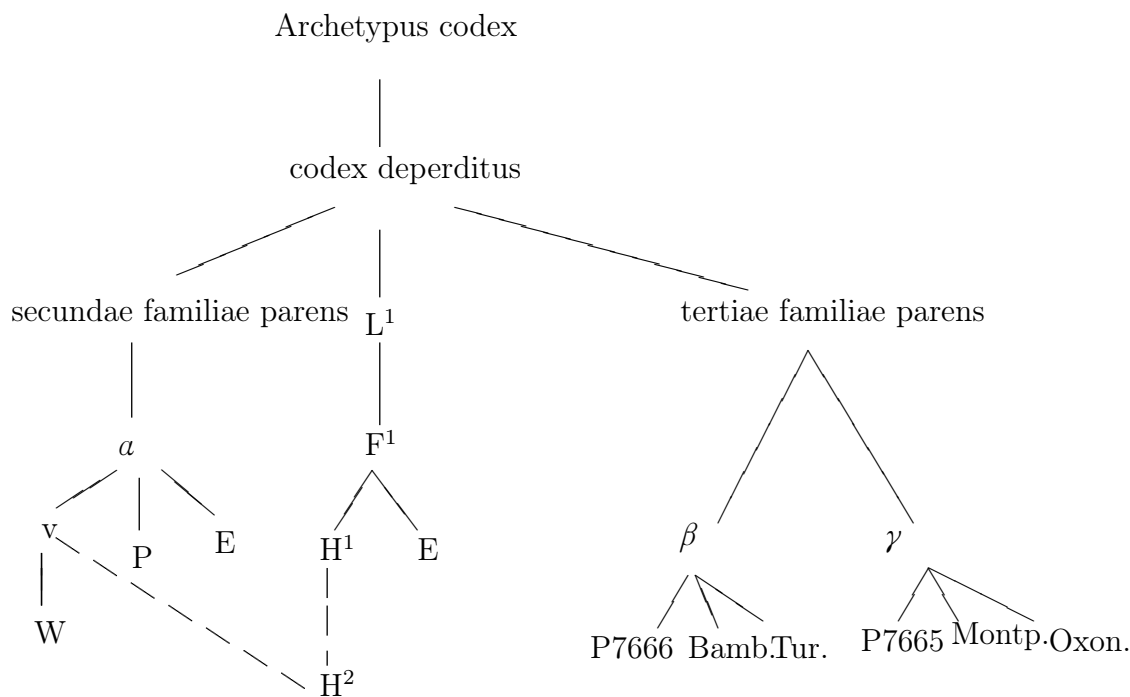 Archetypus codex
codex deperditus
secundae familiae parens L¹ tertiae familiae parens
α F¹
v P E H¹ E β γ
W P7666 Bamb.Tur. P7665 Montp.Oxon.
H²